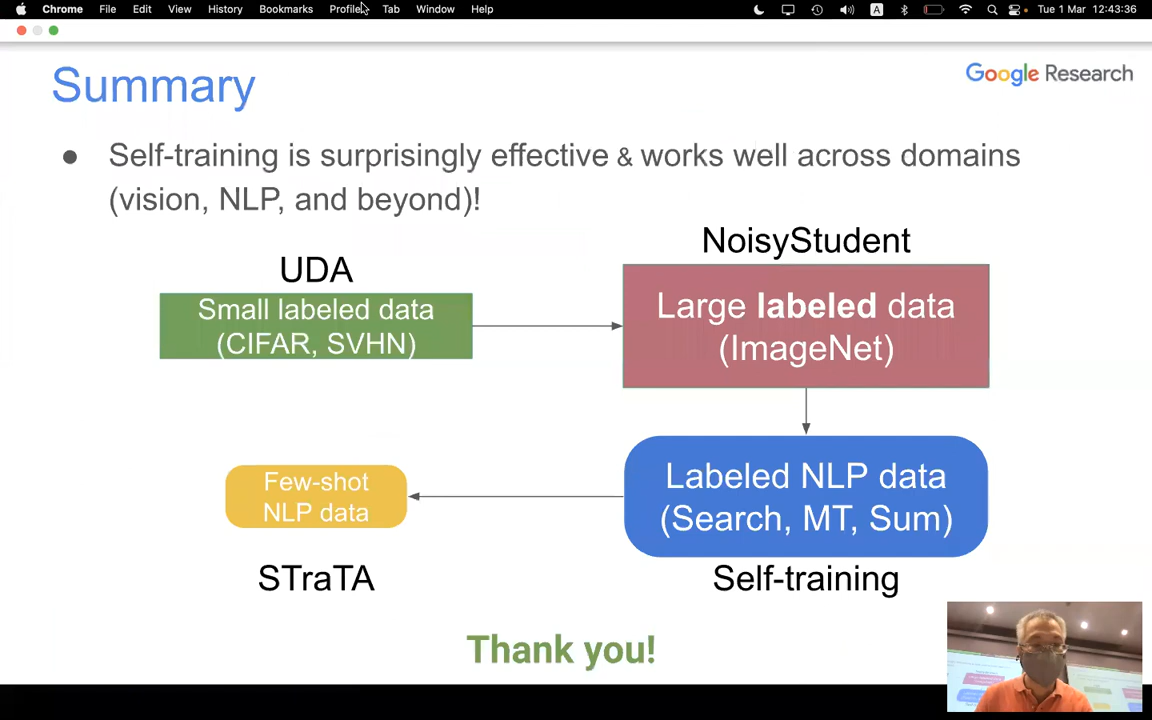 Chrome File Edit View History Bookmarks Profiles Tab Window Help A Tue 1 Mar 12:43:36
Summary
Google Research
● Self-training is surprisingly effective & works well across domains
(vision, NLP, and beyond)!
UDA
Small labeled data
(CIFAR, SVHN)
NoisyStudent
Large labeled data
(ImageNet)
Labeled NLP data
(Search, MT, Sum)
Self-training
Few-shot
NLP data
STraTA
Thank you!